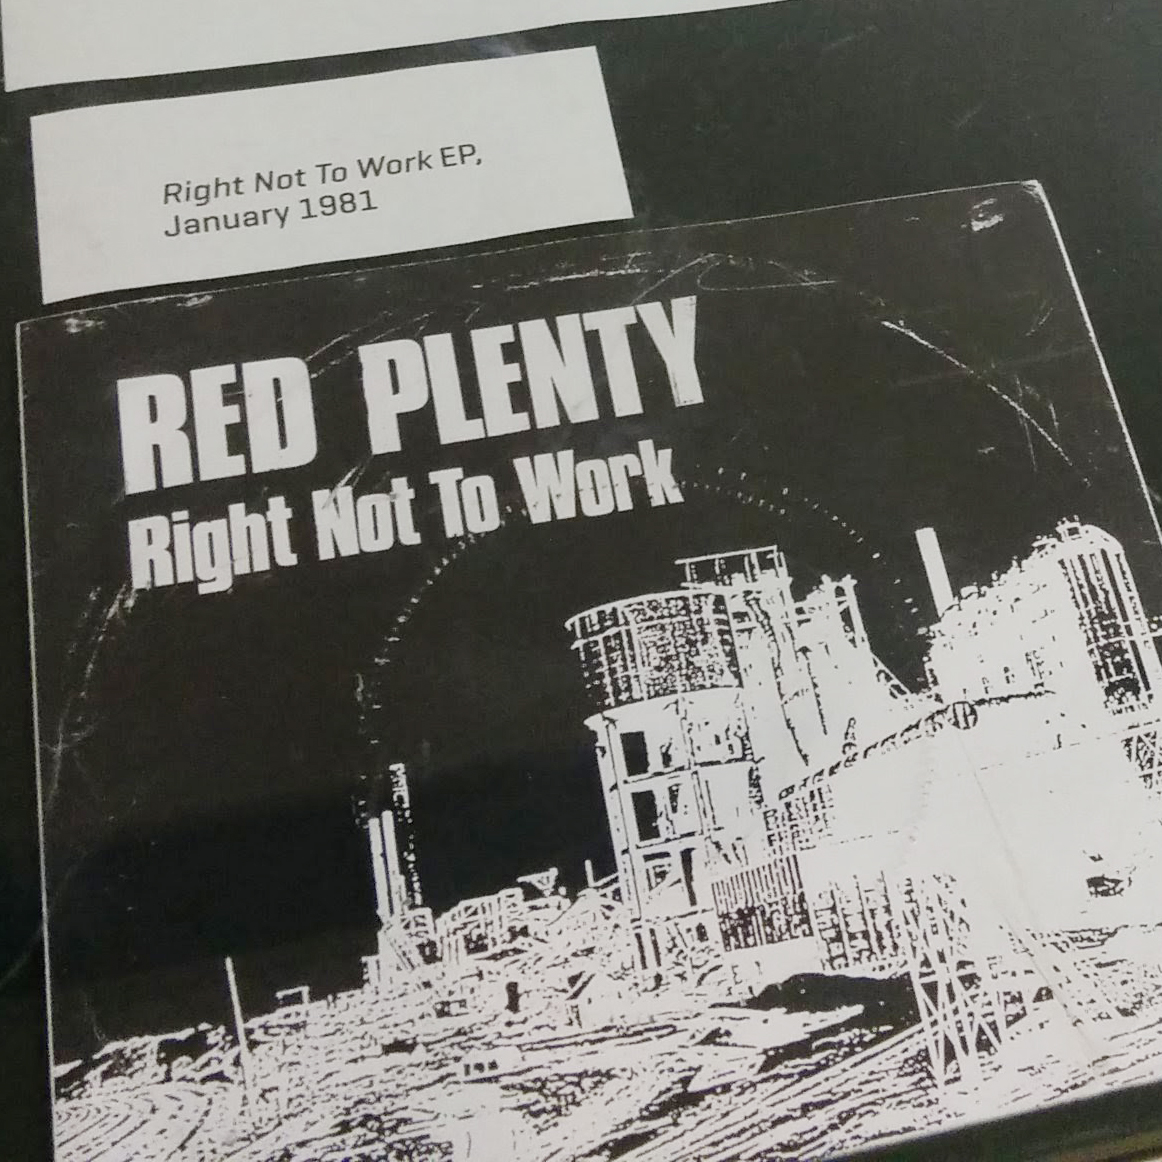 Right Not To Work EP,
January 1981
RED PLENTY
Right Not To Work